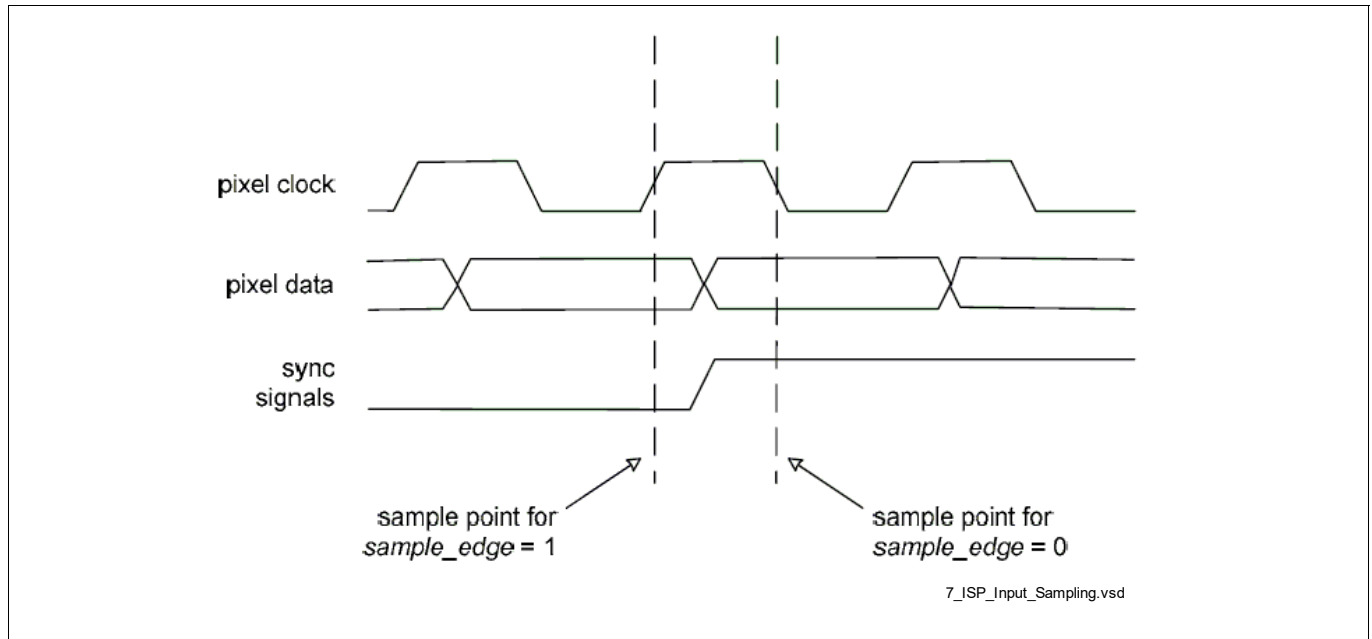 pixel clock
pixel data
sync
signals
sample point for
sample_edge = 1
sample point for
sample_edge = 0
7_ISP_Input_Sampling.vsd